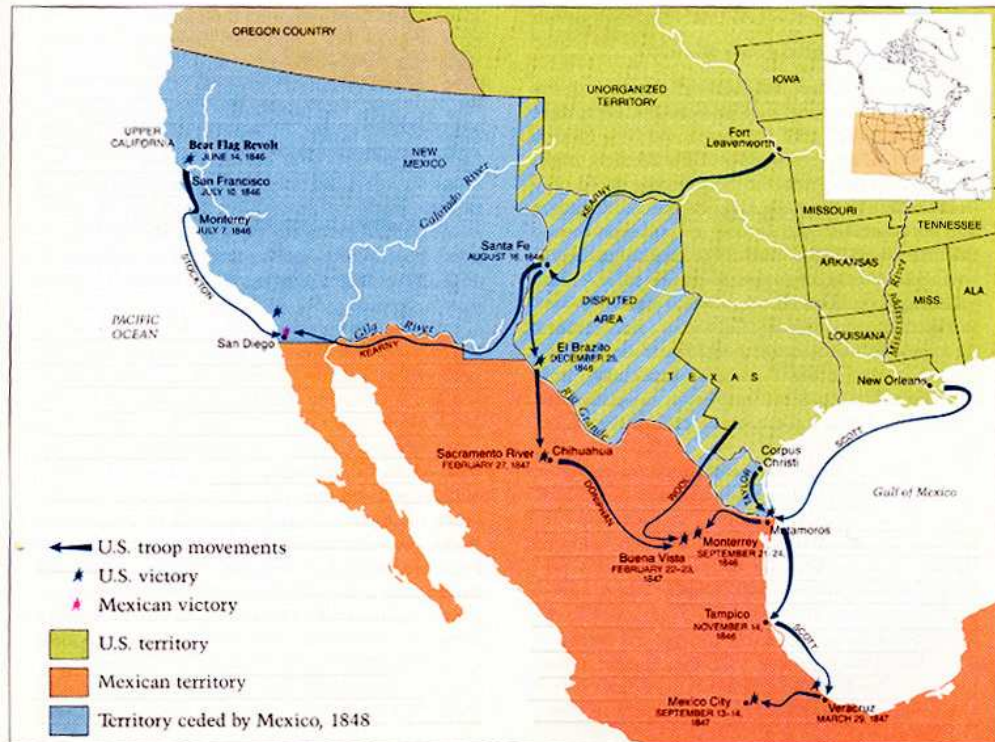 OREGON COUNTRY
IOWA
UNORGANIZED
TERRITORY
Fort
Leavenworth
UPPER
CALIFORNIA
Bear Flag Revolt
JUNE 14, 1846
NEW
MEXICO
San Francisco
JULY 10, 1846
Monterey
JULY 7, 1846
Colorado River
KEARNY
MISSOURI
TENNESSEE
Santa Fe
AUGUST 16, 1846
ARKANSAS
Mississippi River
STOCKTON
MISS.
ALA.
DISPUTED
AREA
PACIFIC
OCEAN
San Diego
Gila River
KEARNY
LOUISIANA
El Brazito
DECEMBER 25,
1846
TEXAS
New Orleans
Rio Grande
SCOTT
Sacramento River
FEBRUARY 27, 1847
Chihuahua
Corpus
Christi
TAYLOR
DONIPHAN
WOOL
Gulf of Mexico
Matamoros
Monterrey
SEPTEMBER 21-24,
1846
Buena Vista
FEBRUARY 22-23,
1847
U.S. troop movements
U.S. victory
Mexican victory
U.S. territory
Mexican territory
Territory ceded by Mexico, 1848
Tampico
NOVEMBER 14,
1846
SCOTT
Mexico City
SEPTEMBER 13-14,
1847
Veracruz
MARCH 29, 1847